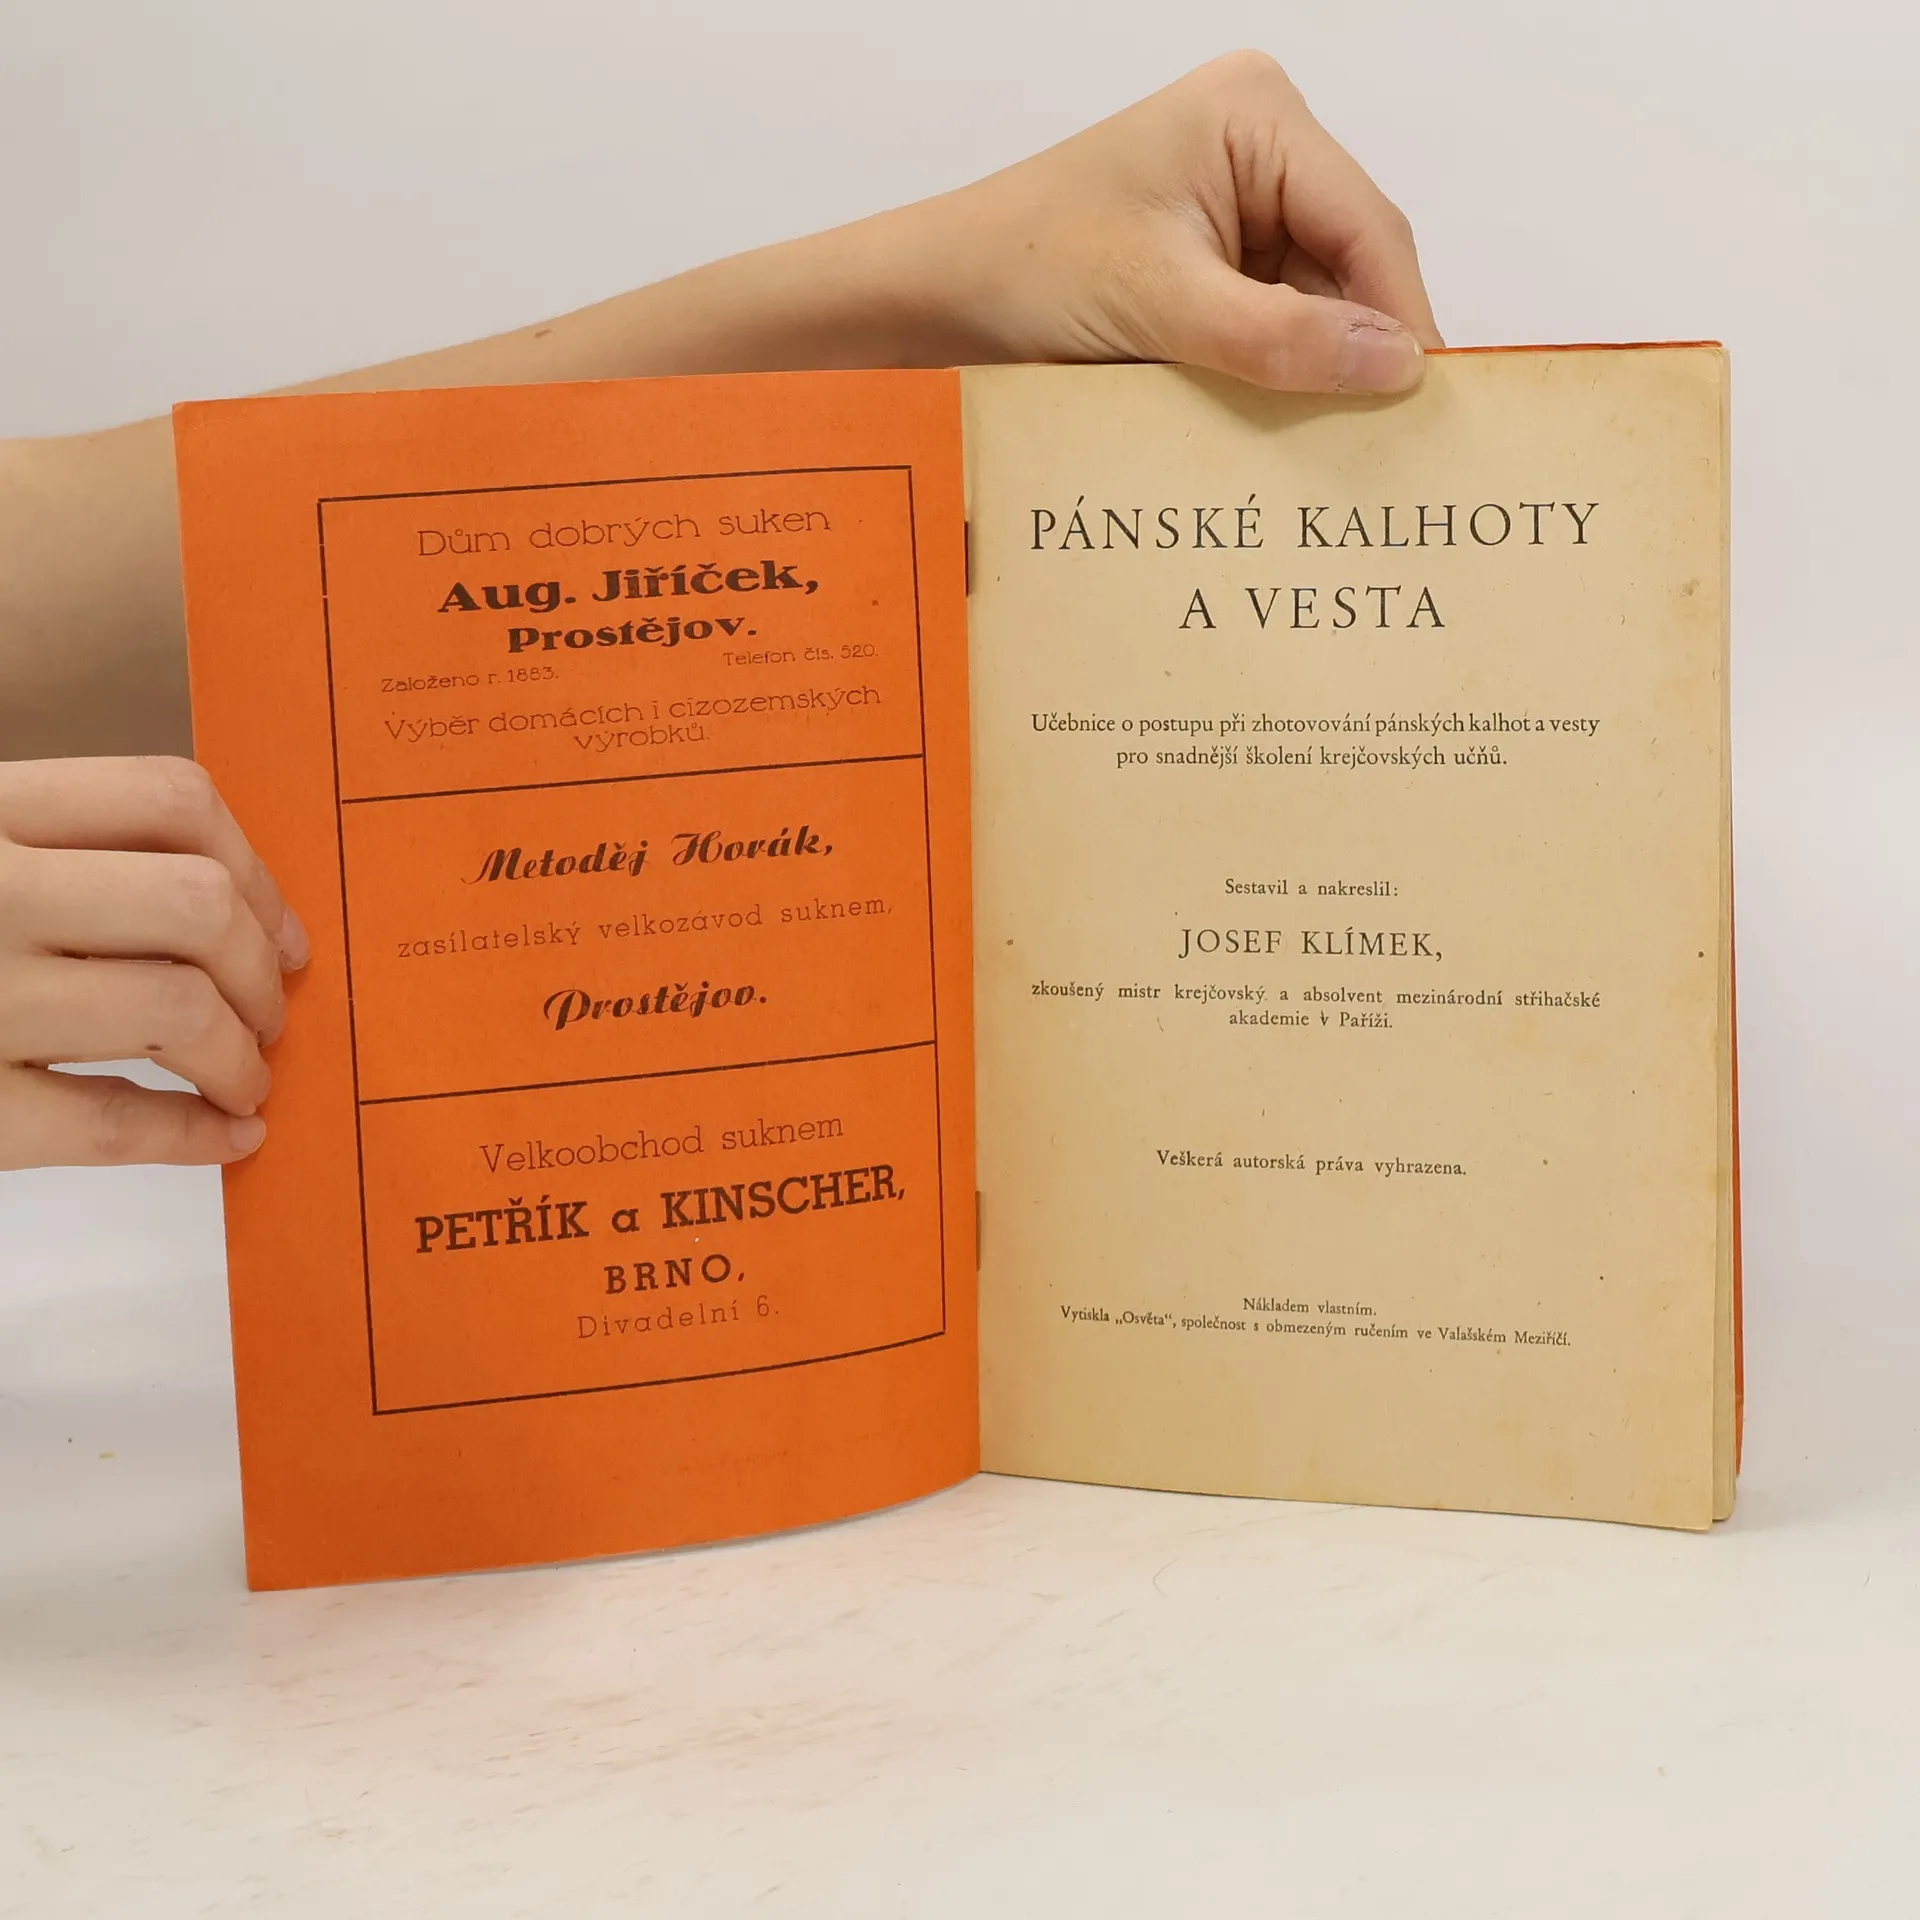 Dům dobrých suken
Aug. Jiříček,
Prostějov.
Založeno r. 1883.
Telefon čís. 520.
Výběr domácích i cizozemských
výrobků.
Metoděj Horák,
zasílatelský velkozávod suknem,
Prostějov.
Velkoobchod suknem
PETŘÍK a KINSCHER,
BRNO,
Divadelní 6.
PÁNSKÉ KALHOTY
A VESTA
Učebnice o postupu při zhotovování pánských kalhot a vesty
pro snadnější školení krejčovských učňů.
Sestavil a nakreslil:
JOSEF KLÍMEK,
zkoušený mistr krejčovský a absolvent mezinárodní střihačské
akademie v Paříži.
Veškerá autorská práva vyhrazena.
Nákladem vlastním.
Vytiskla „Osvěta“, společnost s obmezeným ručením ve Valašském Meziříčí.